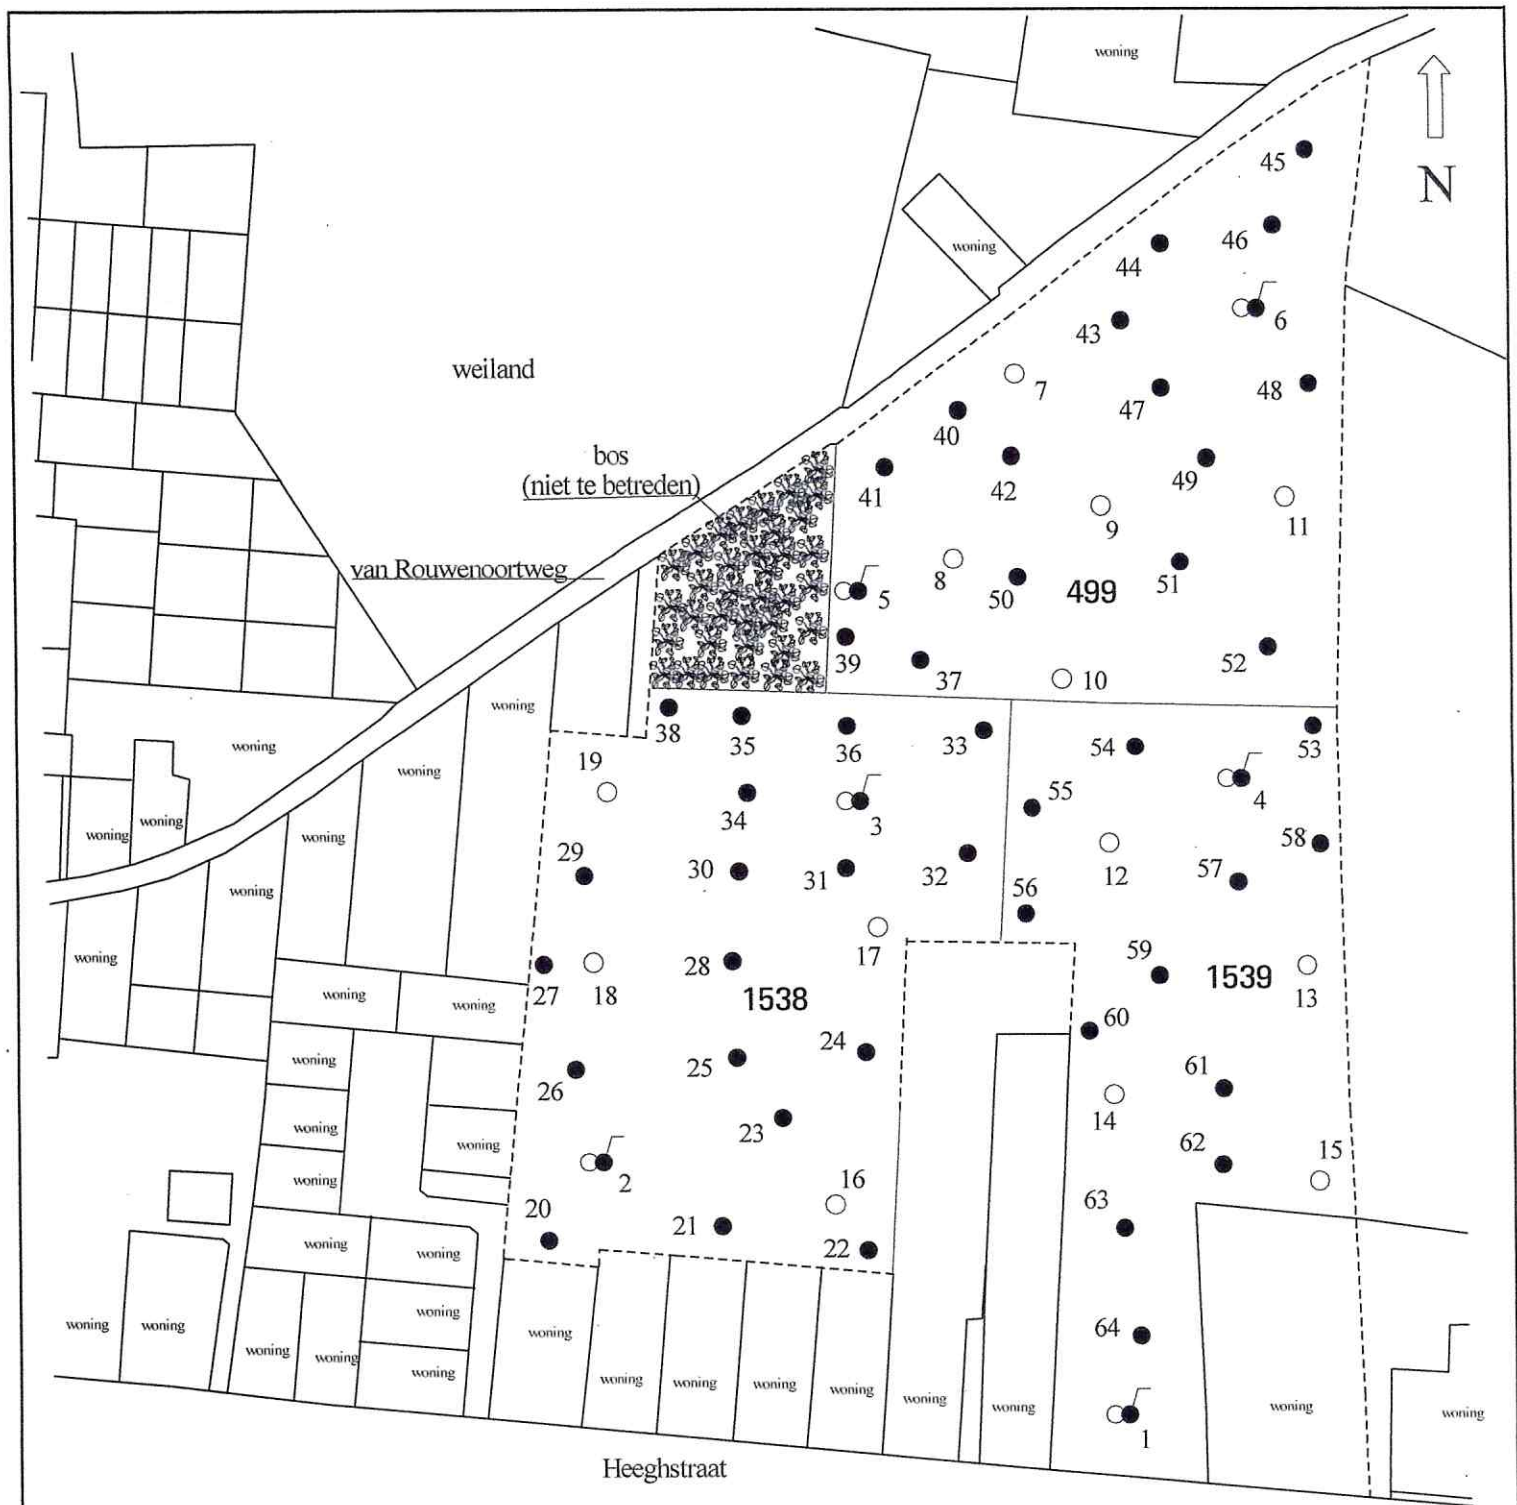 woning
45
N
46
44
woning
6
43
weiland
7
48
47
40
bos
(niet te betreden)
41
42
49
11
9
van Rouwenoortweg
8
50
499
51
5
39
37
10
52
woning
38
35
36
33
54
53
woning
19
woning
55
4
34
3
woning
woning
woning
58
29
30
31
32
12
57
woning
56
17
woning
28
59
27
18
1538
1539
13
woning
woning
60
24
woning
25
61
26
14
woning
23
woning
62
15
woning
2
16
63
20
21
22
woning
woning
woning
woning
woning
woning
64
woning
woning
woning
woning
woning
woning
woning
woning
woning
woning
woning
1
Heeghstraat